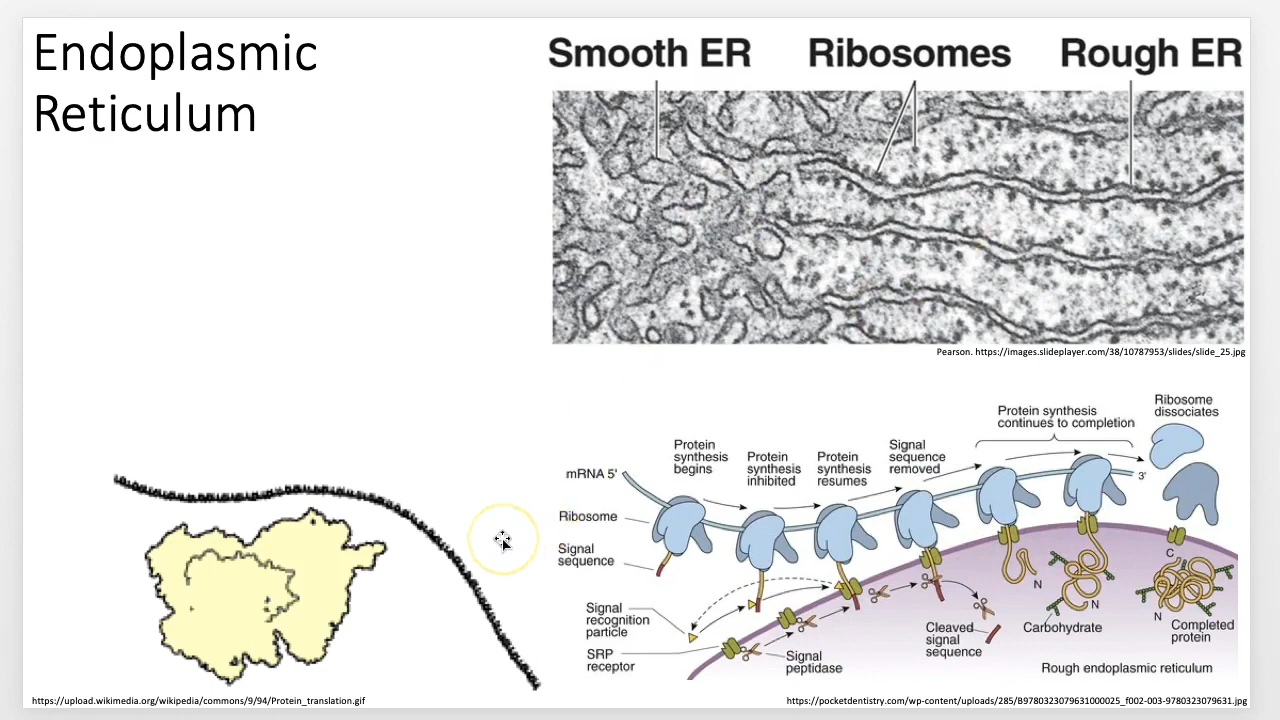 Endoplasmic
Reticulum
Smooth ER
Ribosomes
Rough ER
Pearson. https://images.slideplayer.com/38/10787953/slides/slide_25.jpg
Ribosome
dissociates
Protein synthesis
continues to completion
Signal
sequence
removed
Protein
synthesis
begins
Protein
synthesis
inhibited
Protein
synthesis
resumes
mRNA 5'
3'
Ribosome
Signal
sequence
Signal
recognition
particle
SRP
receptor
Signal
peptidase
Cleaved
signal
sequence
N
Carbohydrate
N
C
N
Completed
protein
Rough endoplasmic reticulum
https://upload.wikimedia.org/wikipedia/commons/9/94/Protein_translation.gif
https://pocketdentistry.com/wp-content/uploads/285/B9780323079631000025_f002-003-9780323079631.jpg